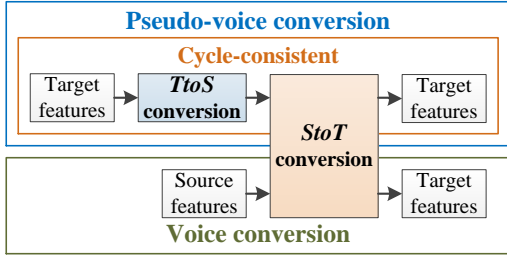 Pseudo-voice conversion
Cycle-consistent
Target
features
TtoS
conversion
Target
features
StoT
conversion
Source
features
Target
features
Voice conversion